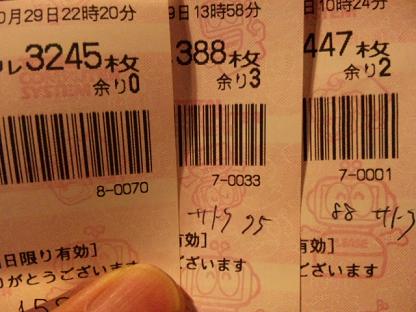 0月29日22時20分
レ3245枚
余り0
8-0070
日限り有効]
がとうございます
9日13時58分
388枚
余り3
7-0033
サトウ 95
有効]
ございます
日10時24分
447枚
余り2
7-0001
88 サトウ
有効]
ございます